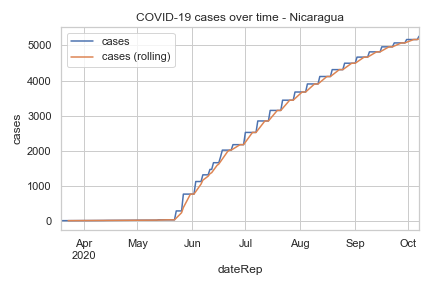 COVID-19 cases over time - Nicaragua
cases
cases (rolling)
5000
4000
3000
2000
1000
0
cases
Apr May Jun Jul Aug Sep Oct
2020
dateRep